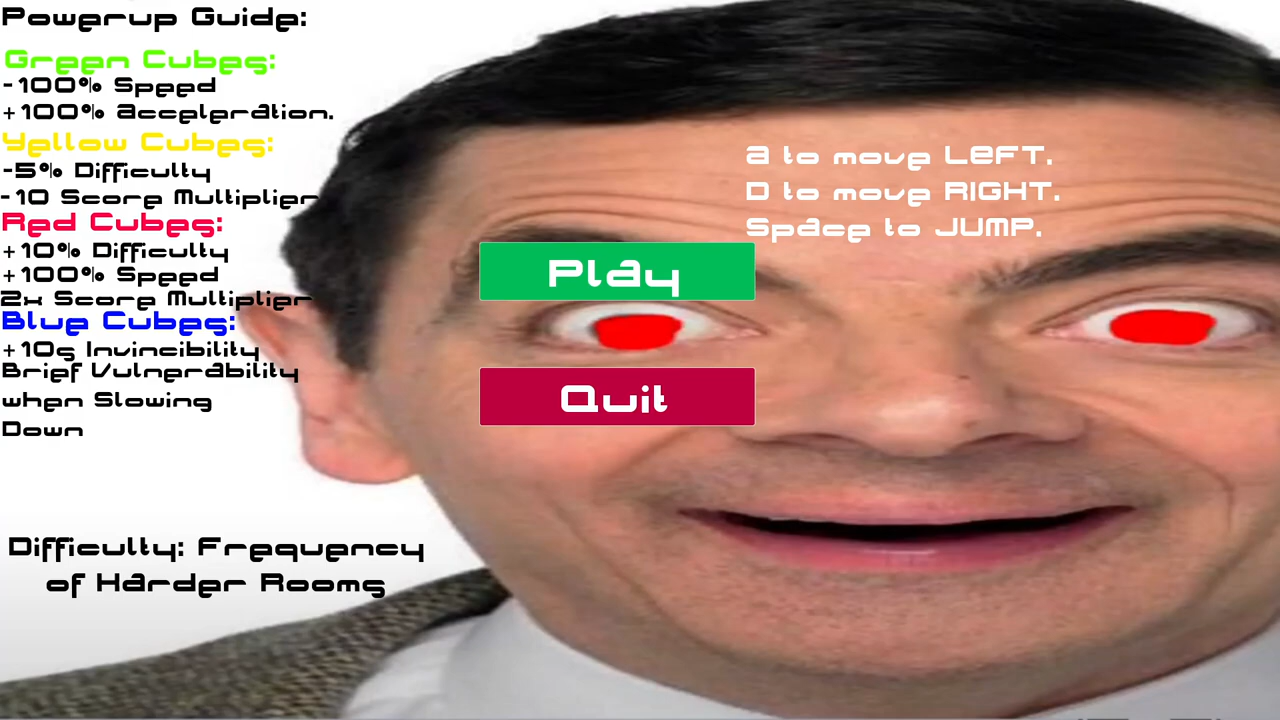 Powerup Guide:
Green Cubes:
-100% Speed
+100% acceleration.
Yellow Cubes:
-5% Difficulty
-10 Score Multiplier
Red Cubes:
+10% Difficulty
+100% Speed
2x Score Multiplier
Blue Cubes:
+10s Invincibility
Brief Vulnerability
when Slowing
Down
Difficulty: Frequency
of Harder Rooms
a to move LEFT.
D to move RIGHT.
Space to JUMP.
Play
Quit